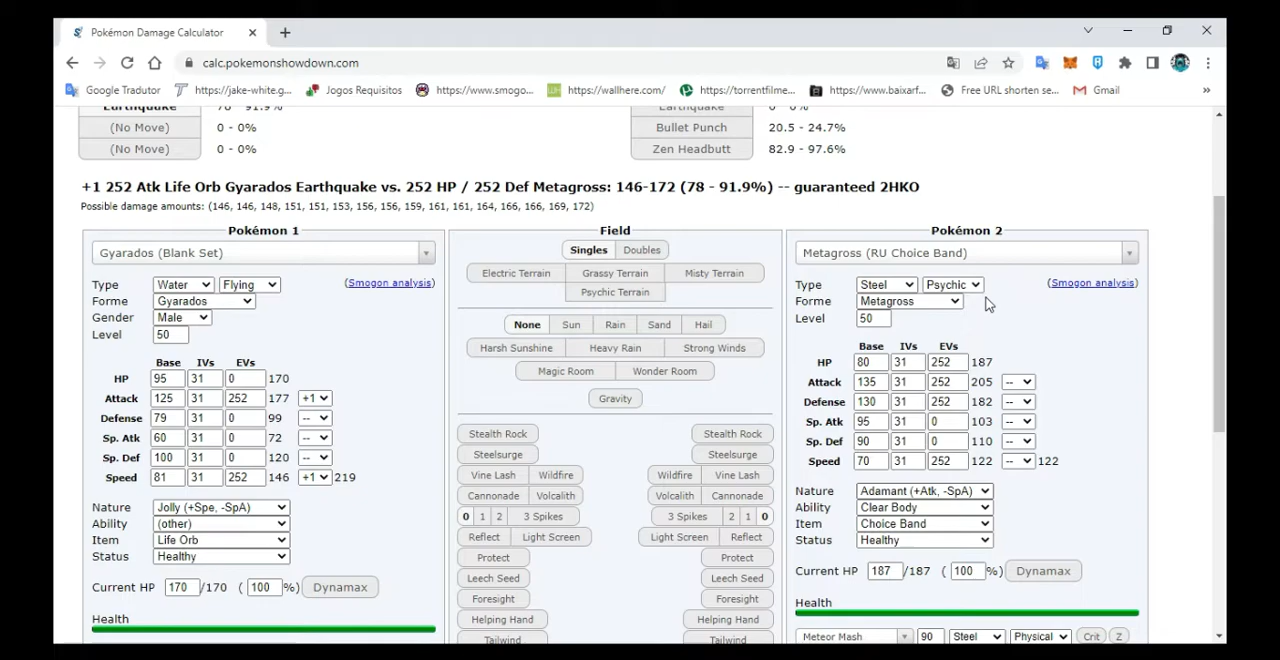 Pokémon Damage Calculator
calc.pokemonshowdown.com
Google Tradutor https://jake-white.g... Jogos Requisitos https://www.smogo... https://wallhere.com/ https://torrentfilme... https://www.baixarf... Free URL shorten se... Gmail »
Earthquake 78 - 91.9% Earthquake 0 - 0%
(No Move) 0 - 0% Bullet Punch 20.5 - 24.7%
(No Move) 0 - 0% Zen Headbutt 82.9 - 97.6%
+1 252 Atk Life Orb Gyarados Earthquake vs. 252 HP / 252 Def Metagross: 146-172 (78 - 91.9%) -- guaranteed 2HKO
Possible damage amounts: (146, 146, 148, 151, 151, 153, 156, 156, 159, 161, 161, 164, 166, 166, 169, 172)
Pokémon 1
Gyarados (Blank Set)
Type Water Flying (Smogon analysis)
Forme Gyarados
Gender Male
Level 50
Base IVs EVs
HP 95 31 0 170
Attack 125 31 252 177 +1
Defense 79 31 0 99 --
Sp. Atk 60 31 0 72 --
Sp. Def 100 31 0 120 --
Speed 81 31 252 146 +1 219
Nature Jolly (+Spe, -SpA)
Ability (other)
Item Life Orb
Status Healthy
Current HP 170 /170 ( 100 %) Dynamax
Health
Field
Singles Doubles
Electric Terrain Grassy Terrain Misty Terrain
Psychic Terrain
None Sun Rain Sand Hail
Harsh Sunshine Heavy Rain Strong Winds
Magic Room Wonder Room
Gravity
Stealth Rock Stealth Rock
Steelsurge Steelsurge
Vine Lash Wildfire Wildfire Vine Lash
Cannonade Volcalith Volcalith Cannonade
0 1 2 3 Spikes 3 Spikes 2 1 0
Reflect Light Screen Light Screen Reflect
Protect Protect
Leech Seed Leech Seed
Foresight Foresight
Helping Hand Helping Hand
Tailwind Tailwind
Pokémon 2
Metagross (RU Choice Band)
Type Steel Psychic (Smogon analysis)
Forme Metagross
Level 50
Base IVs EVs
HP 80 31 252 187
Attack 135 31 252 205 --
Defense 130 31 252 182 --
Sp. Atk 95 31 0 103 --
Sp. Def 90 31 0 110 --
Speed 70 31 252 122 -- 122
Nature Adamant (+Atk, -SpA)
Ability Clear Body
Item Choice Band
Status Healthy
Current HP 187 /187 ( 100 %) Dynamax
Health
Meteor Mash 90 Steel Physical Crit Z